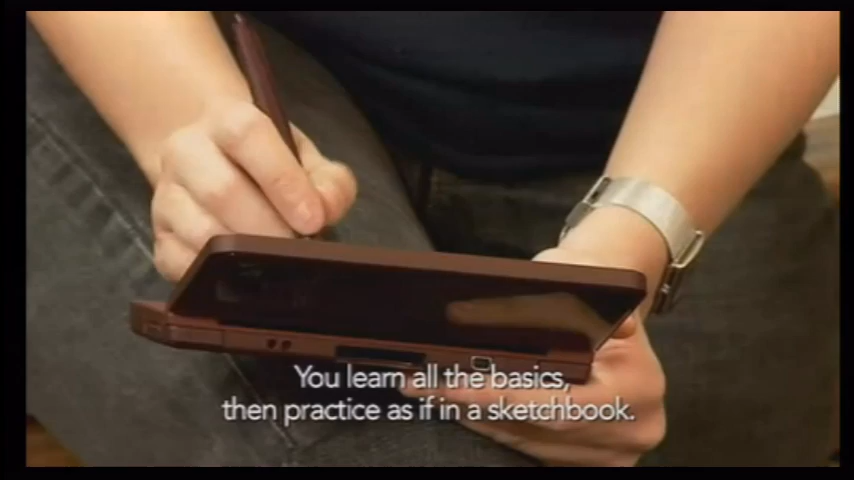 You learn all the basics,
then practice as if in a sketchbook.